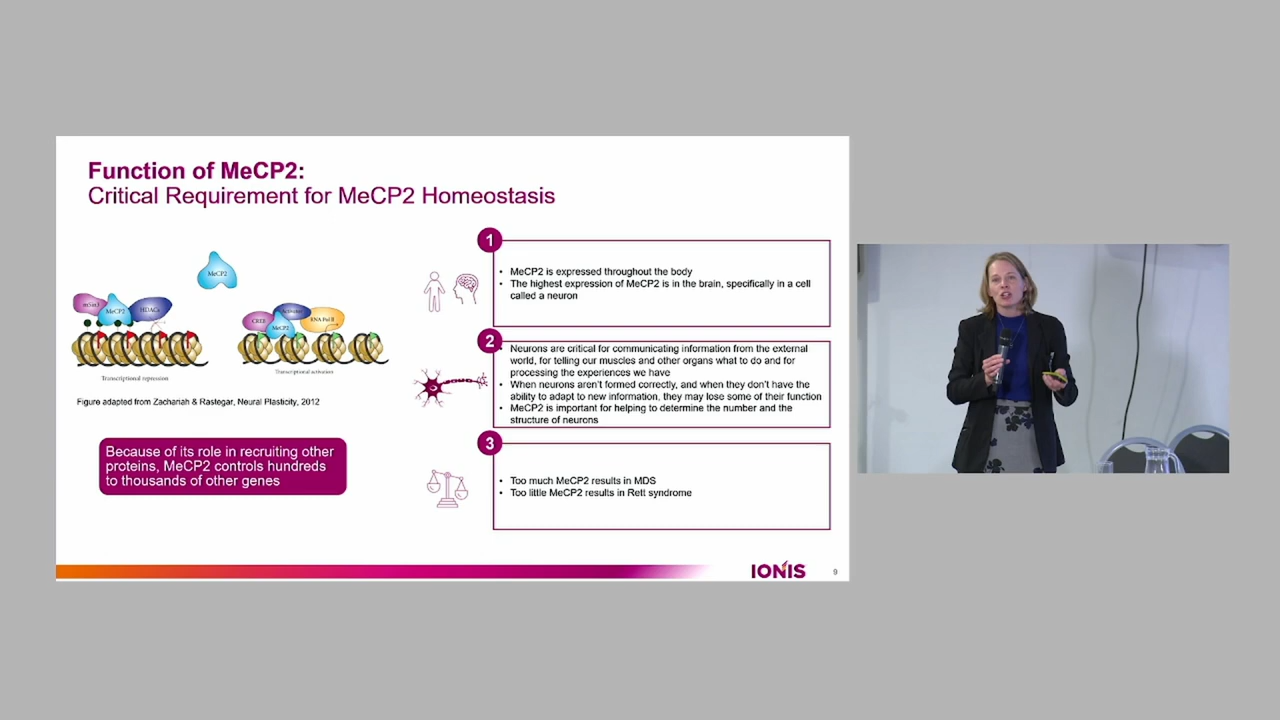 Function of MeCP2:
Critical Requirement for MeCP2 Homeostasis
MeCP2
mSin3
MeCP2
HDACs
Transcriptional repression
CREB
MeCP2
RNA Pol II
Transcriptional activation
Figure adapted from Zachariah & Rastegar, Neural Plasticity, 2012
Because of its role in recruiting other
proteins, MeCP2 controls hundreds
to thousands of other genes
1
• MeCP2 is expressed throughout the body
• The highest expression of MeCP2 is in the brain, specifically in a cell
called a neuron
2
Neurons are critical for communicating information from the external
world, for telling our muscles and other organs what to do and for
processing the experiences we have
• When neurons aren't formed correctly, and when they don't have the
ability to adapt to new information, they may lose some of their function
• MeCP2 is important for helping to determine the number and the
structure of neurons
3
• Too much MeCP2 results in MDS
• Too little MeCP2 results in Rett syndrome
IONIS
9